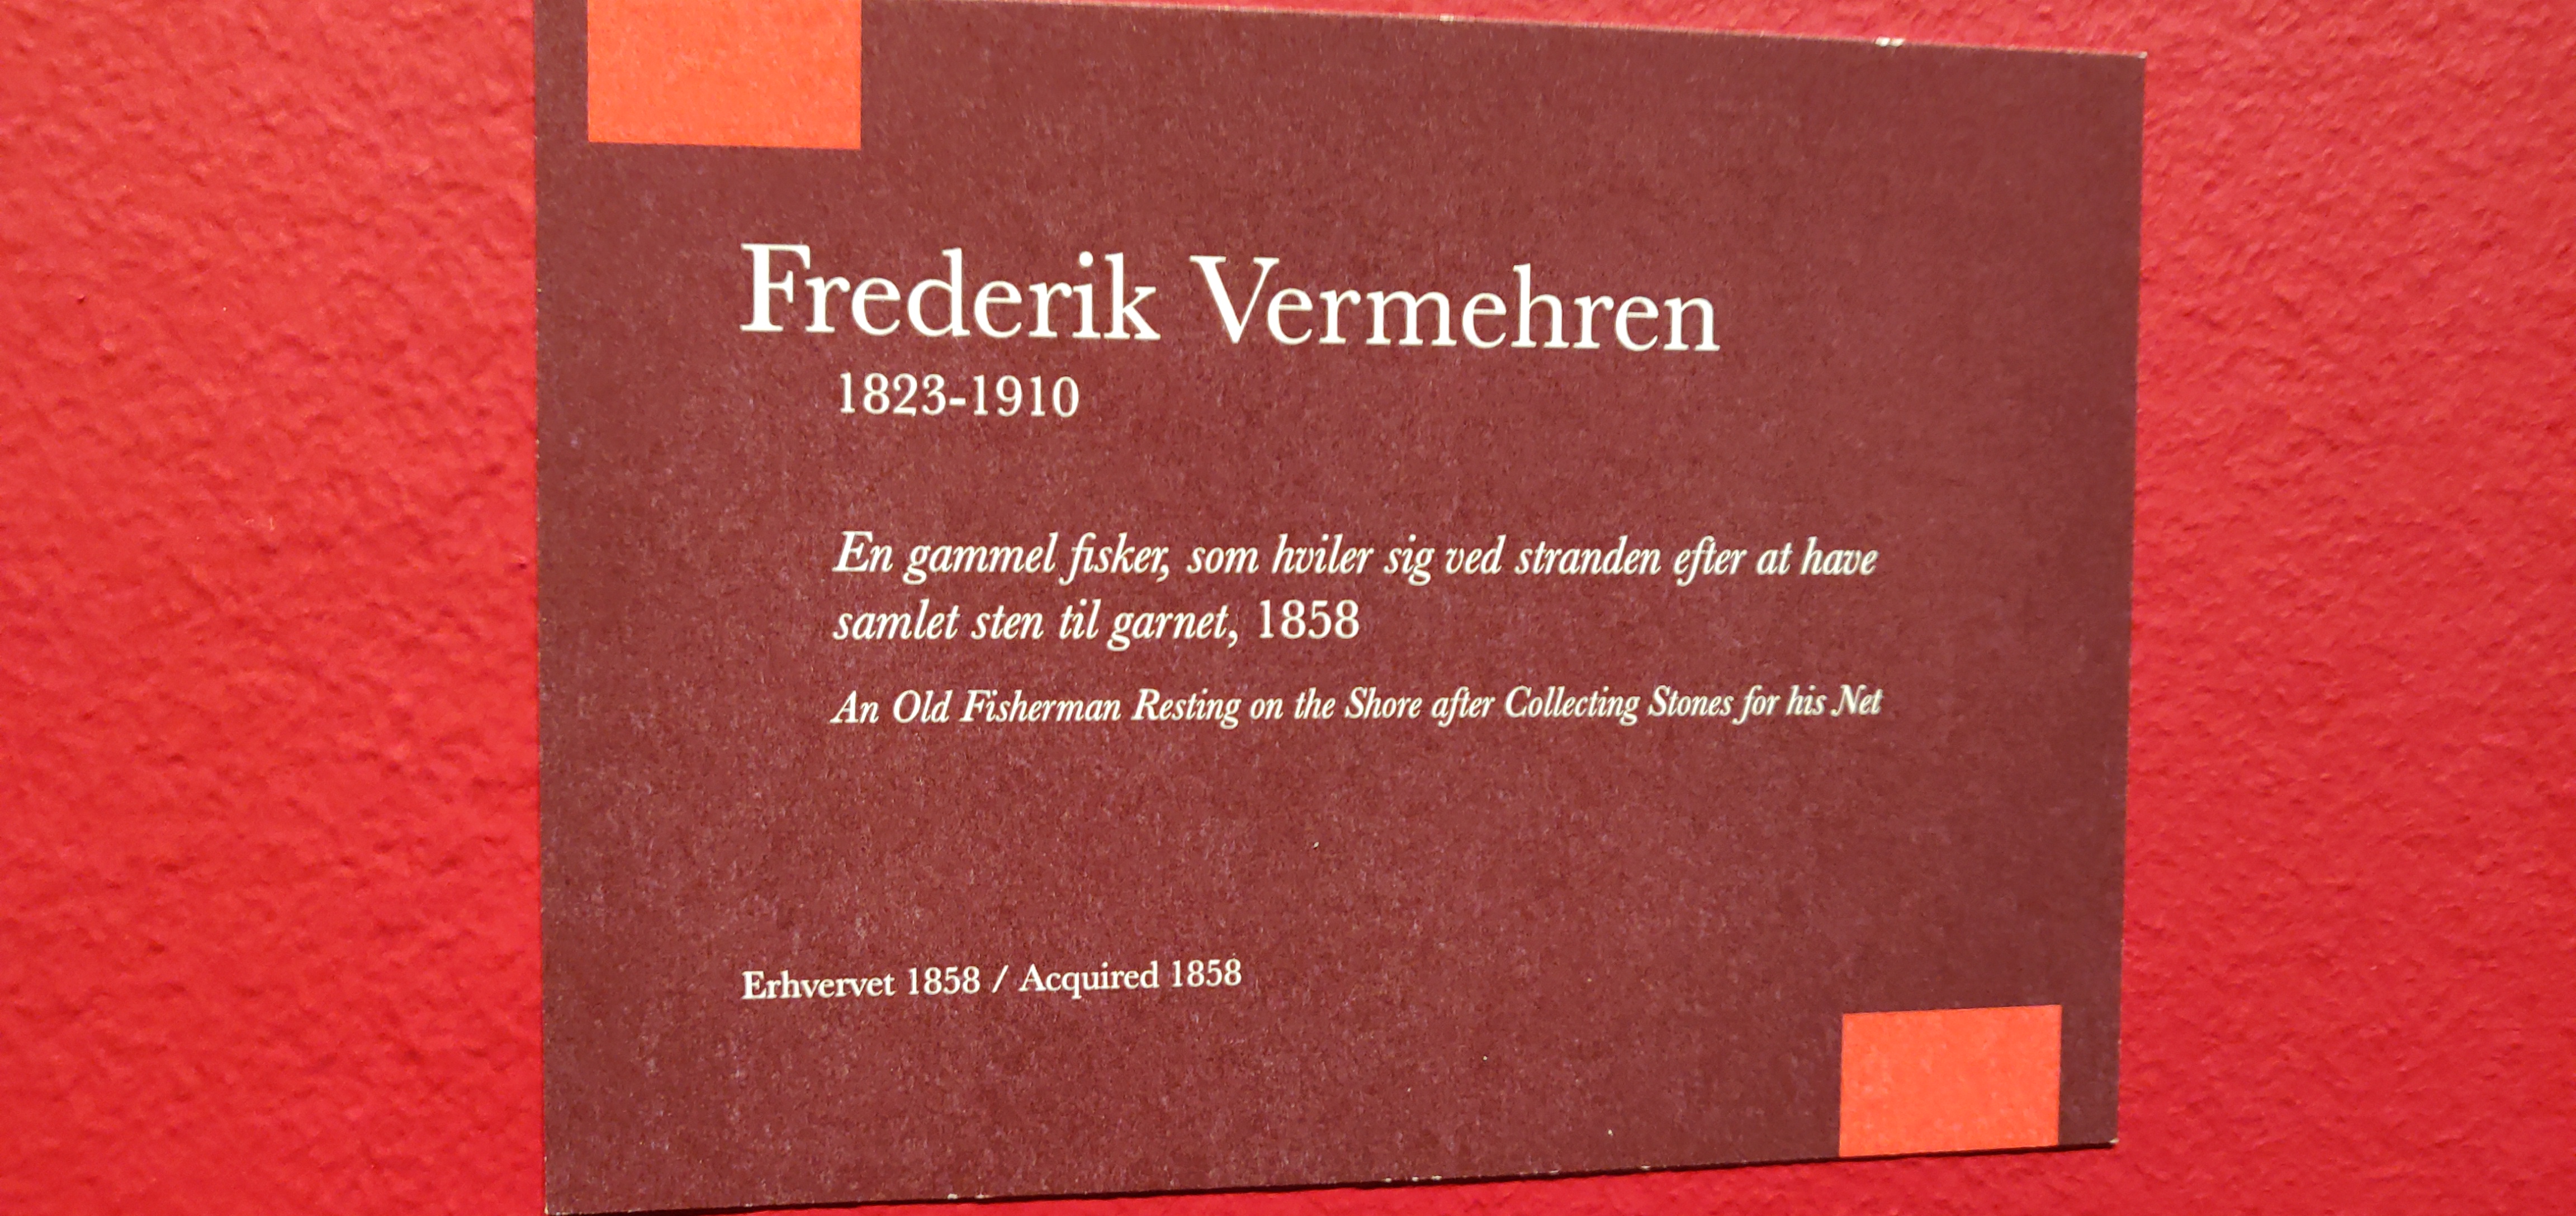 Frederik Vermehren
1823-1910
En gammel fisker, som hviler sig ved stranden efter at have
samlet sten til garnet, 1858
An Old Fisherman Resting on the Shore after Collecting Stones for his Net
Erhvervet 1858 / Acquired 1858